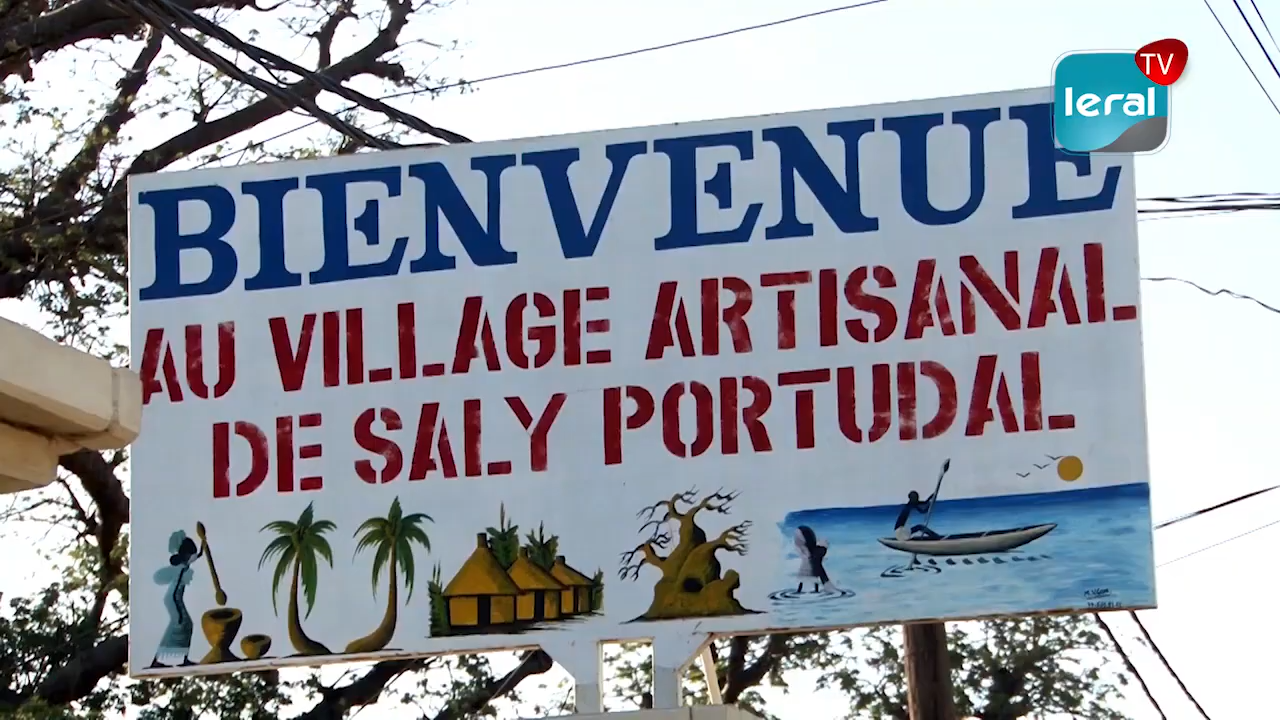 TV
leral
BIENVENUE
AU VILLAGE ARTISANAL
DE SALY PORTUDAL